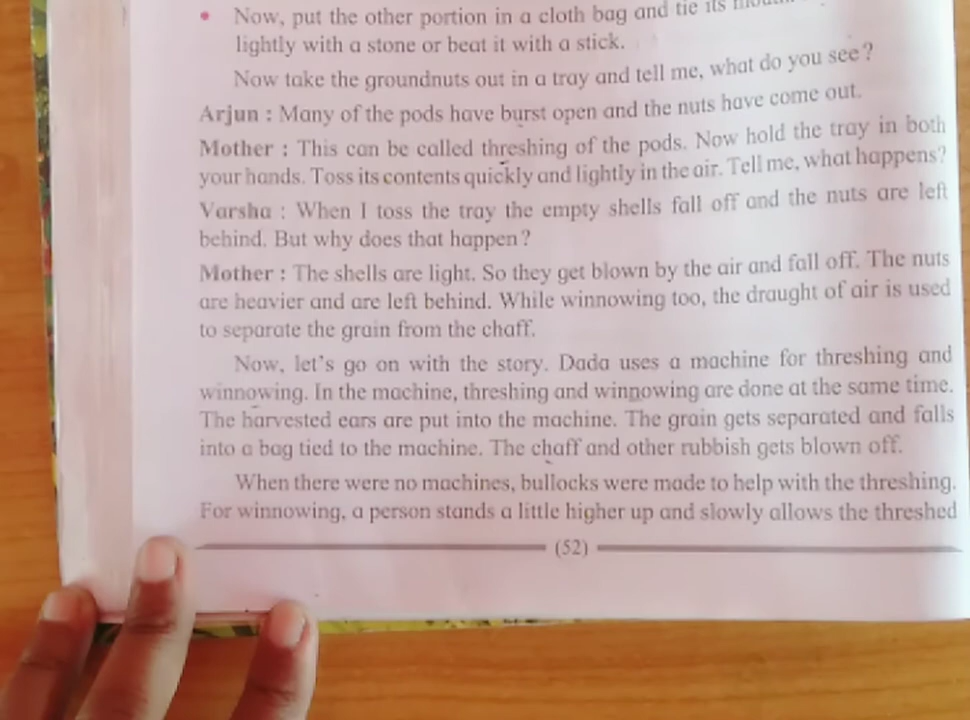 • Now, put the other portion in a cloth bag and tie its
lightly with a stone or beat it with a stick.
Now take the groundnuts out in a tray and tell me, what do you see?
Arjun : Many of the pods have burst open and the nuts have come out.
Mother : This can be called threshing of the pods. Now hold the tray in both
your hands. Toss its contents quickly and lightly in the air. Tell me, what happens?
Varsha : When I toss the tray the empty shells fall off and the nuts are left
behind. But why does that happen?
Mother : The shells are light. So they get blown by the air and fall off. The nuts
are heavier and are left behind. While winnowing too, the draught of air is used
to separate the grain from the chaff.
Now, let's go on with the story. Dada uses a machine for threshing and
winnowing. In the machine, threshing and winnowing are done at the same time.
The harvested ears are put into the machine. The grain gets separated and falls
into a bag tied to the machine. The chaff and other rubbish gets blown off.
When there were no machines, bullocks were made to help with the threshing.
For winnowing, a person stands a little higher up and slowly allows the threshed
(52)